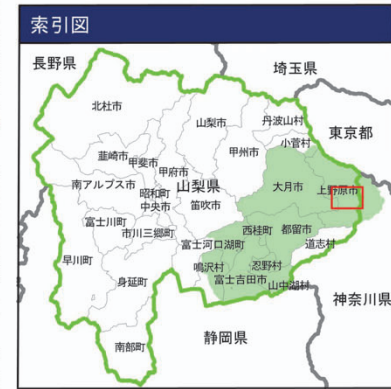 索引図
長野県
埼玉県
北杜市
山梨市
丹波山村
東京都
小菅村
韮崎市
甲斐市
甲府市
甲州市
南アルプス市
昭和町
山梨県
大月市
上野原市
中央市
笛吹市
富士川町
市川三郷町
西桂町
都留市
富士河口湖町
道志村
早川町
鳴沢村
忍野村
身延町
富士吉田市
山中湖村
神奈川県
静岡県
南部町